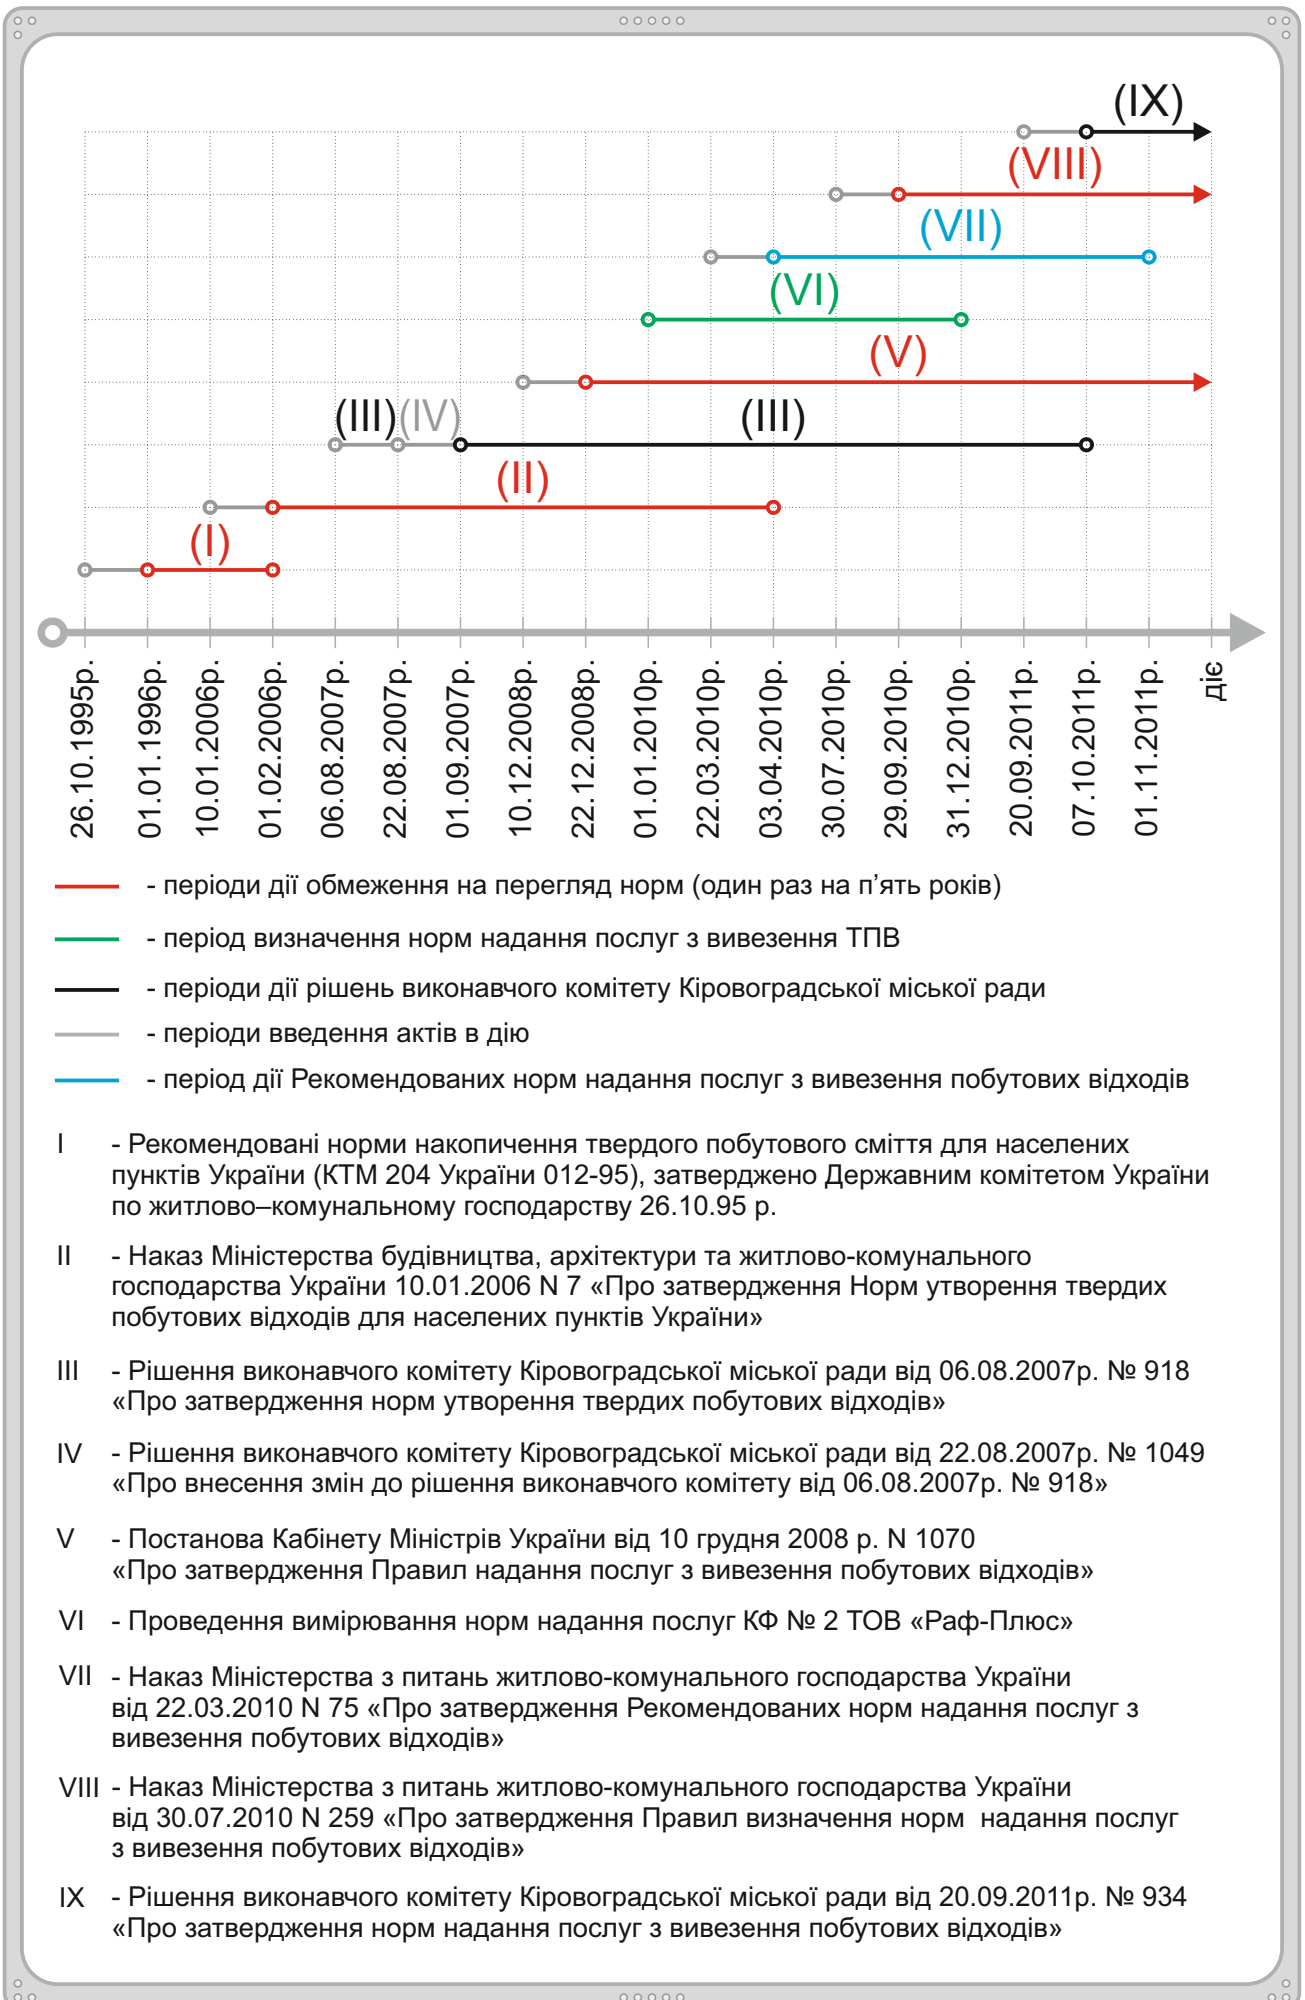 (IX)
(VIII)
(VII)
(VI)
(V)
(III) (IV) (III)
(II)
(I)
26.10.1995р.
01.01.1996р.
10.01.2006р.
01.02.2006р.
06.08.2007р.
22.08.2007р.
01.09.2007р.
10.12.2008р.
22.12.2008р.
01.01.2010р.
22.03.2010р.
03.04.2010р.
30.07.2010р.
29.09.2010р.
31.12.2010р.
20.09.2011р.
07.10.2011р.
01.11.2011р.
діє
- періоди дії обмеження на перегляд норм (один раз на п’ять років)
- період визначення норм надання послуг з вивезення ТПВ
- періоди дії рішень виконавчого комітету Кіровоградської міської ради
- періоди введення актів в дію
- період дії Рекомендованих норм надання послуг з вивезення побутових відходів
I - Рекомендовані норми накопичення твердого побутового сміття для населених
пунктів України (КТМ 204 України 012-95), затверджено Державним комітетом України
по житлово–комунальному господарству 26.10.95 р.
II - Наказ Міністерства будівництва, архітектури та житлово-комунального
господарства України 10.01.2006 N 7 «Про затвердження Норм утворення твердих
побутових відходів для населених пунктів України»
III - Рішення виконавчого комітету Кіровоградської міської ради від 06.08.2007р. № 918
«Про затвердження норм утворення твердих побутових відходів»
IV - Рішення виконавчого комітету Кіровоградської міської ради від 22.08.2007р. № 1049
«Про внесення змін до рішення виконавчого комітету від 06.08.2007р. № 918»
V - Постанова Кабінету Міністрів України від 10 грудня 2008 р. N 1070
«Про затвердження Правил надання послуг з вивезення побутових відходів»
VI - Проведення вимірювання норм надання послуг КФ № 2 ТОВ «Раф-Плюс»
VII - Наказ Міністерства з питань житлово-комунального господарства України
від 22.03.2010 N 75 «Про затвердження Рекомендованих норм надання послуг з
вивезення побутових відходів»
VIII - Наказ Міністерства з питань житлово-комунального господарства України
від 30.07.2010 N 259 «Про затвердження Правил визначення норм надання послуг
з вивезення побутових відходів»
IX - Рішення виконавчого комітету Кіровоградської міської ради від 20.09.2011р. № 934
«Про затвердження норм надання послуг з вивезення побутових відходів»